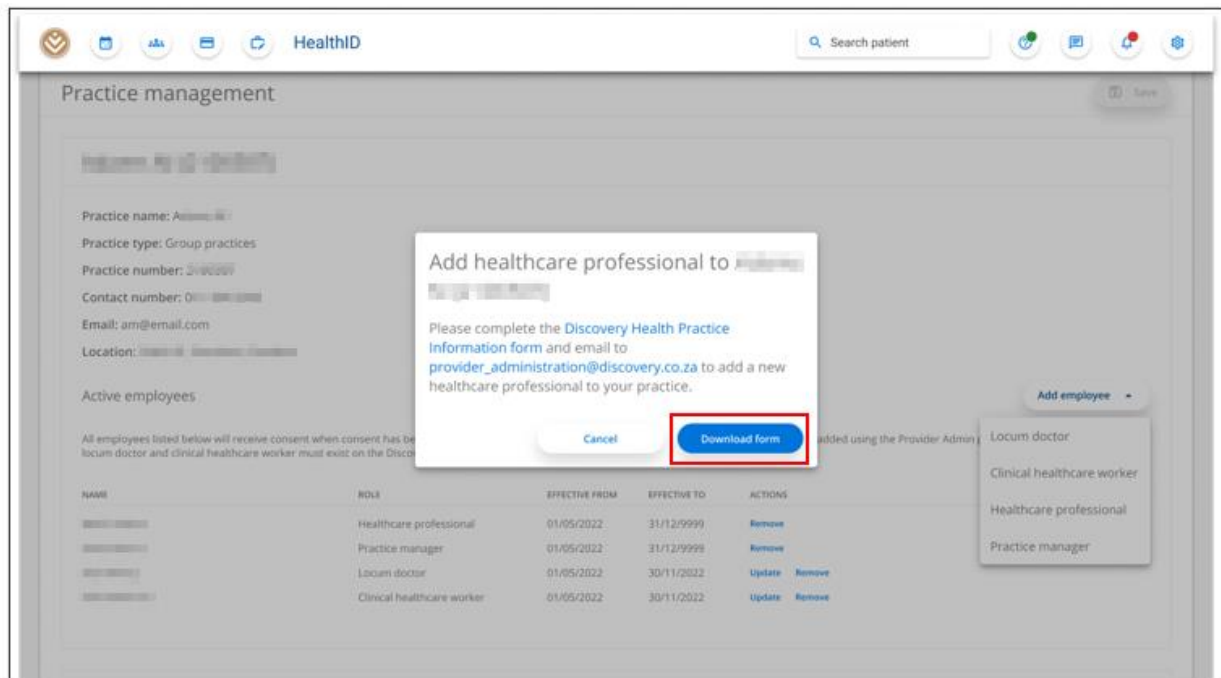 HealthID
Search patient
Practice management
Save
Practice name:
Practice type: Group practices
Practice number:
Contact number:
Email: am@email.com
Location:
Active employees
Add employee
All employees listed below will receive consent when consent has be
added using the Provider Admin
locum doctor and clinical healthcare worker must exist on the Disco
Add healthcare professional to
Please complete the Discovery Health Practice
Information form and email to
provider_administration@discovery.co.za to add a new
healthcare professional to your practice.
Cancel
Download form
Locum doctor
Clinical healthcare worker
Healthcare professional
Practice manager
NAME ROLE EFFECTIVE FROM EFFECTIVE TO ACTIONS
Healthcare professional 01/05/2022 31/12/9999 Remove
Practice manager 01/05/2022 31/12/9999 Remove
Locum doctor 01/05/2022 30/11/2022 Update Remove
Clinical healthcare worker 01/05/2022 30/11/2022 Update Remove